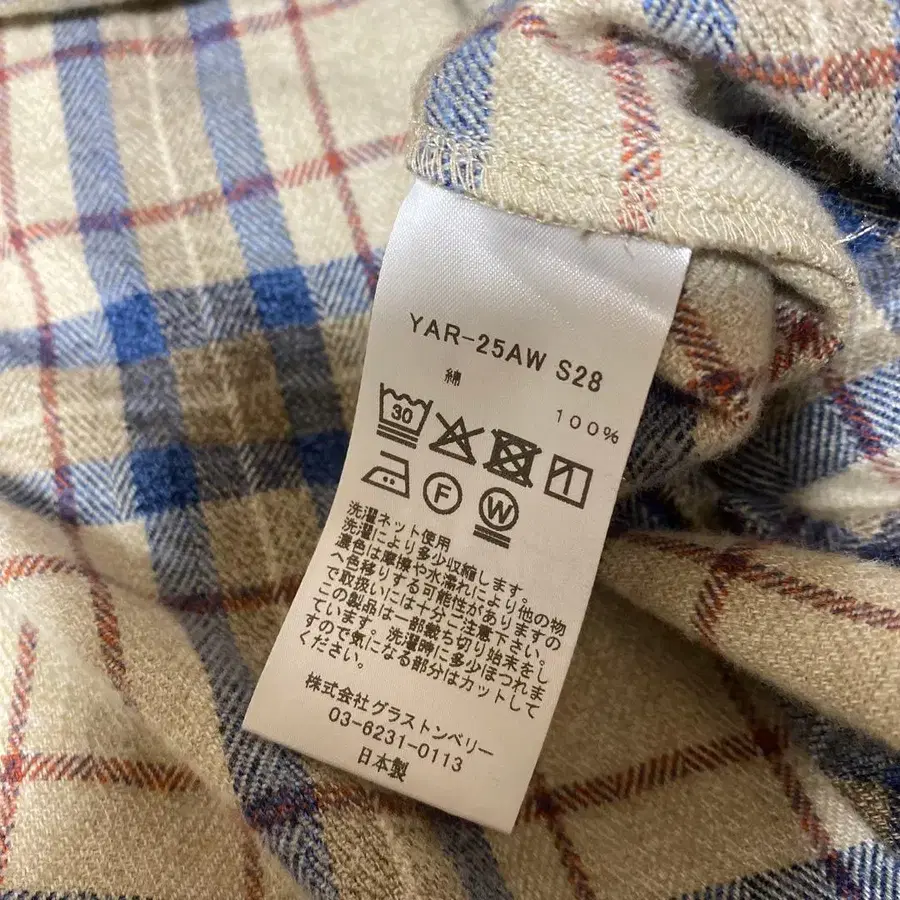 YAR-25AW S28
綿 100%
30
F W
洗濯ネット使用
洗濯により多少収縮します。
濃色は摩擦や水濡れにより他の物
へ色移りする可能性がありますの
で取扱いには十分ご注意下さい。
この製品は一部裁ち切り始末をし
ています。洗濯時に多少ほつれま
すので気になる部分はカットして
ください。
株式会社グラストンベリー
03-6231-0113
日本製